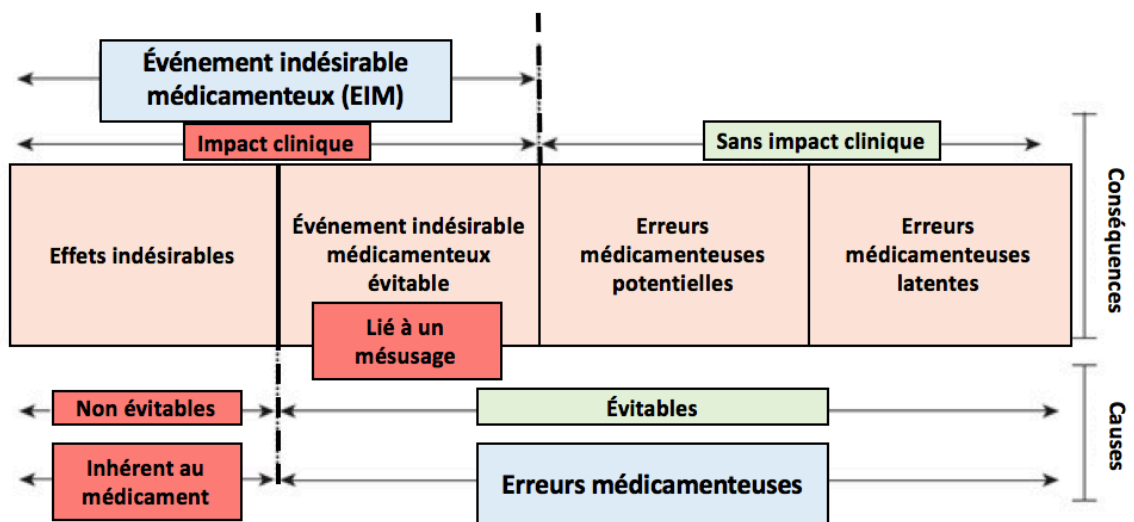 Événement indésirable
médicamenteux (EIM)
Impact clinique
Sans impact clinique
Effets indésirables
Événement indésirable
médicamenteux
évitable
Erreurs
médicamenteuses
potentielles
Erreurs
médicamenteuses
latentes
Conséquences
Lié à un
mésusage
Non évitables
Évitables
Causes
Inhérent au
médicament
Erreurs médicamenteuses